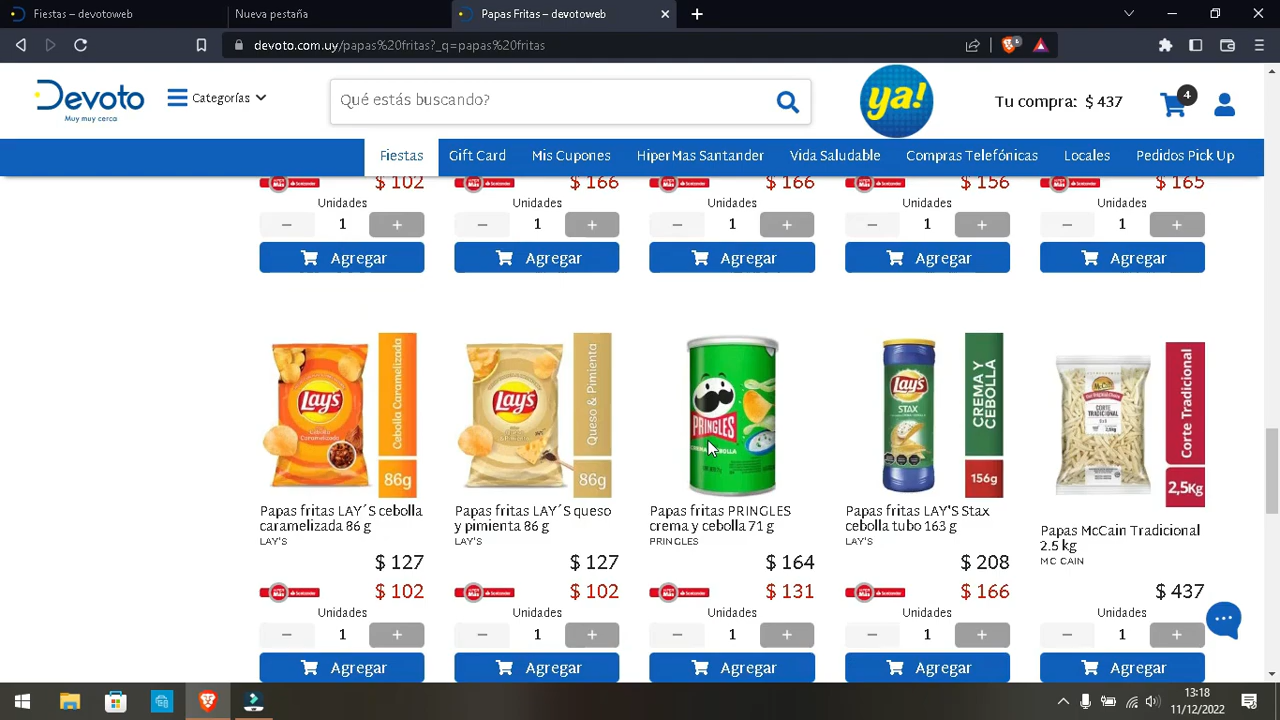 Fiestas – devotoweb
Nueva pestaña
Papas Fritas – devotoweb
devoto.com.uy/papas%20fritas?_q=papas%20fritas
6
Devoto
Muy muy cerca
Categorías
Qué estás buscando?
ya!
Tu compra: $ 437
4
Fiestas
Gift Card
Mis Cupones
HiperMas Santander
Vida Saludable
Compras Telefónicas
Locales
Pedidos Pick Up
$ 102
$ 166
$ 166
$ 156
$ 165
Unidades
Unidades
Unidades
Unidades
Unidades
− 1 +
− 1 +
− 1 +
− 1 +
− 1 +
Agregar
Agregar
Agregar
Agregar
Agregar
Lay's
Cebolla Caramelizada
86g
Lay's
Queso & Pimienta
86g
PRINGLES
Lay's
STAX
CREMA Y CEBOLLA
156g
McCain
CORTE TRADICIONAL
Corte Tradicional
2,5Kg
Papas fritas LAY´S cebolla caramelizada 86 g
LAY'S
Papas fritas LAY´S queso y pimienta 86 g
LAY'S
Papas fritas PRINGLES crema y cebolla 71 g
PRINGLES
Papas fritas LAY'S Stax cebolla tubo 163 g
LAY'S
Papas McCain Tradicional 2.5 kg
MC CAIN
$ 127
$ 127
$ 164
$ 208
$ 102
$ 102
$ 131
$ 166
$ 437
Unidades
Unidades
Unidades
Unidades
Unidades
− 1 +
− 1 +
− 1 +
− 1 +
− 1 +
Agregar
Agregar
Agregar
Agregar
Agregar
13:18
11/12/2022